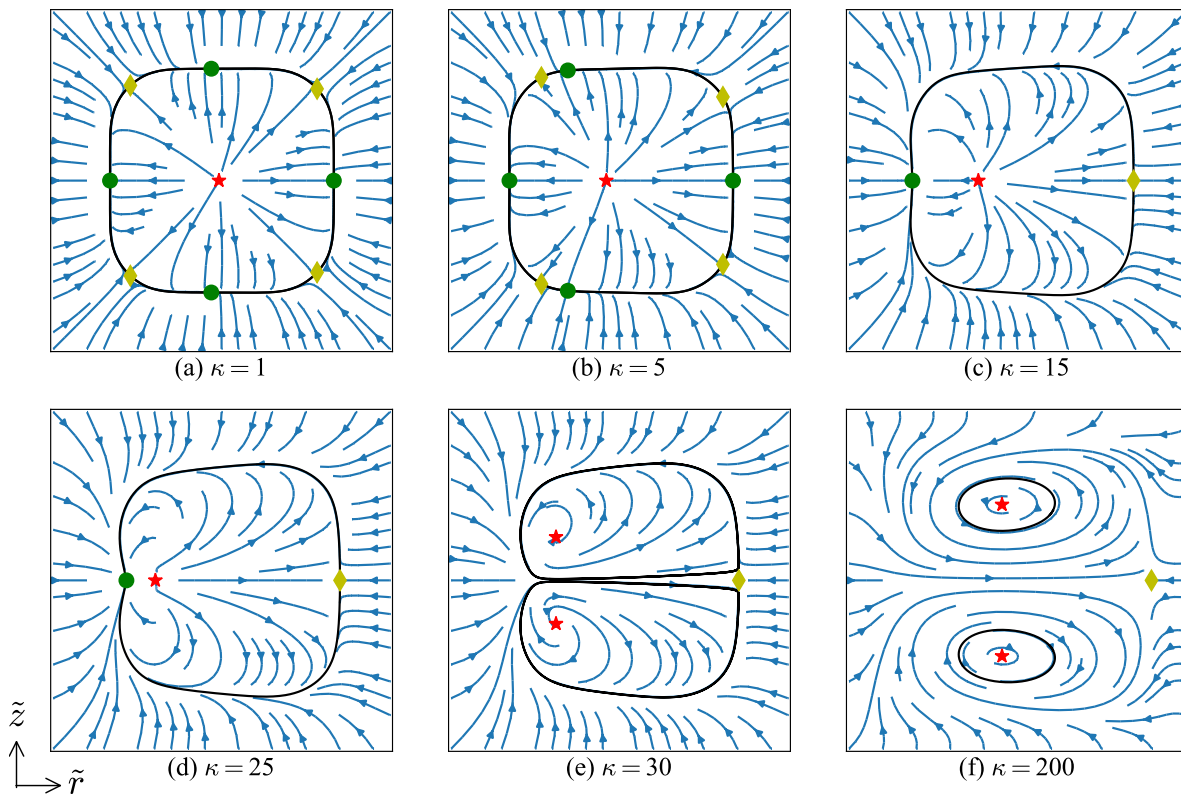 (a) κ = 1
(b) κ = 5
(c) κ = 15
(d) κ = 25
(e) κ = 30
(f) κ = 200
z̃
r̃